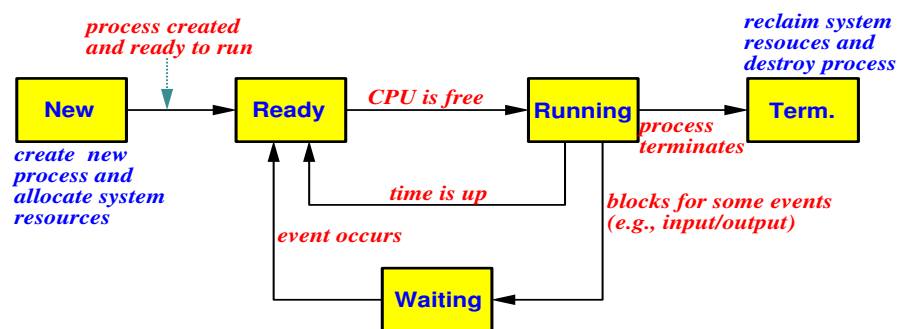 process created
and ready to run
reclaim system
resouces and
destroy process
New
Ready
CPU is free
Running
Term.
process
terminates
create new
process and
allocate system
resources
time is up
blocks for some events
(e.g., input/output)
event occurs
Waiting